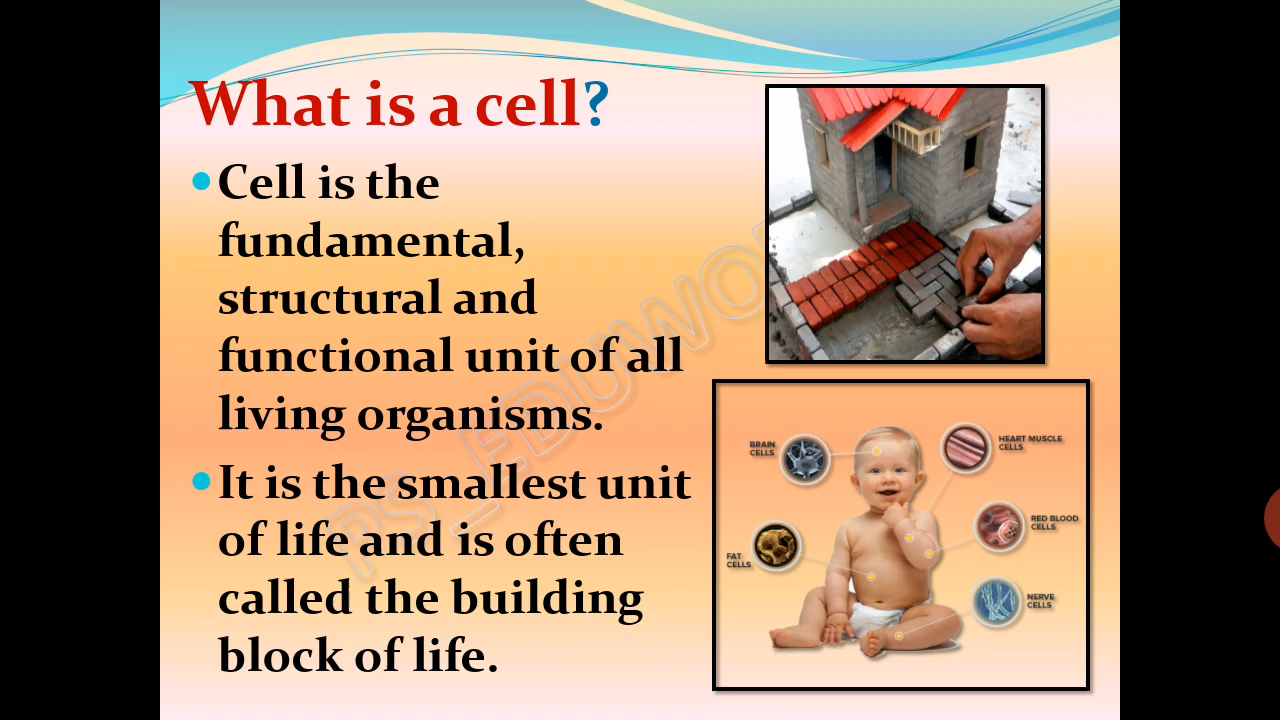 What is a cell?
Cell is the
fundamental,
structural and
functional unit of all
living organisms.
It is the smallest unit
of life and is often
called the building
block of life.
PS_EDUWO
BRAIN
CELLS
HEART MUSCLE
CELLS
RED BLOOD
CELLS
FAT
CELLS
NERVE
CELLS